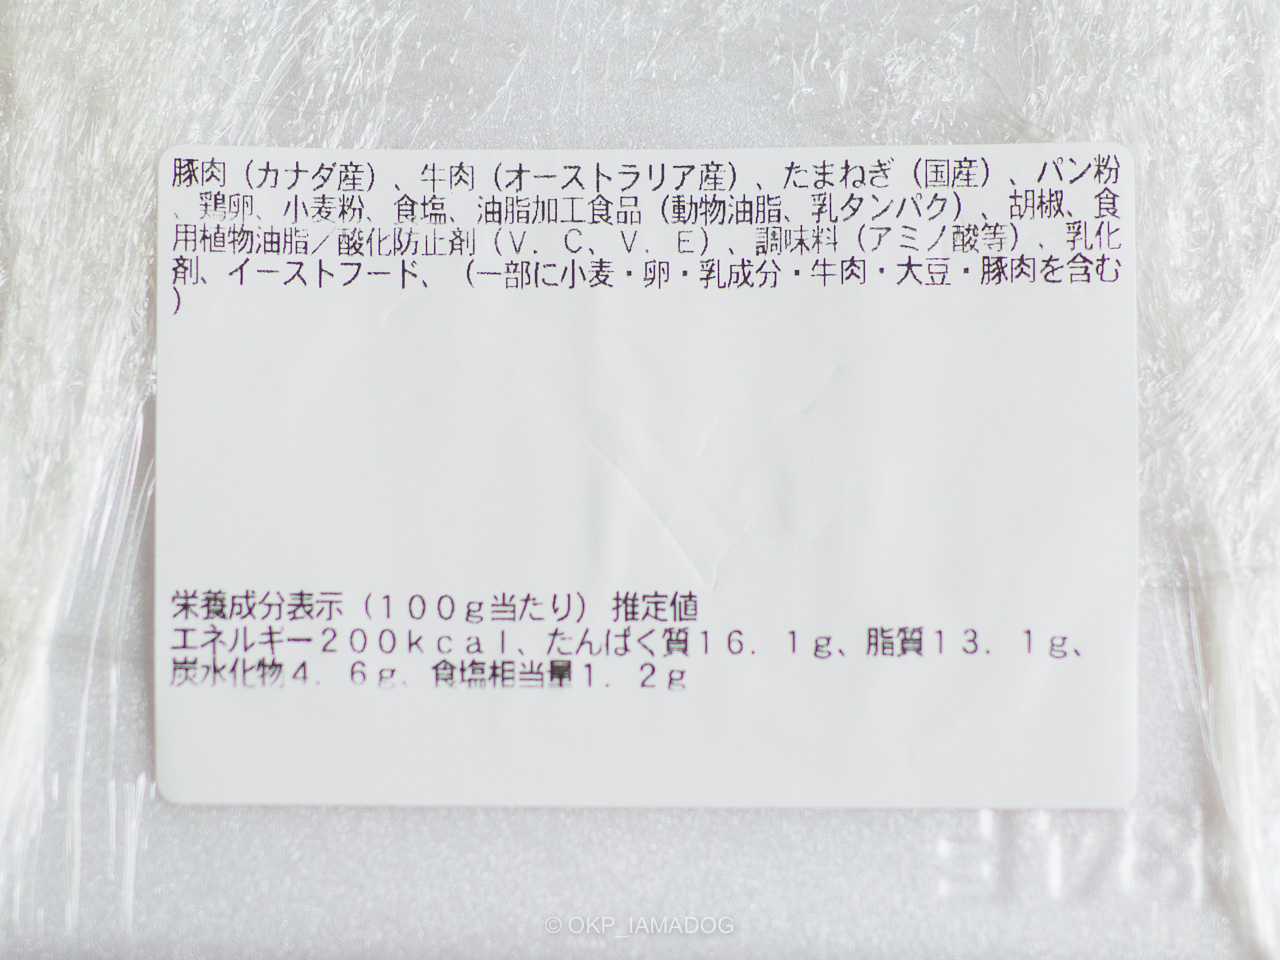 豚肉（カナダ産）、牛肉（オーストラリア産）、たまねぎ（国産）、パン粉
、鶏卵、小麦粉、食塩、油脂加工食品（動物油脂、乳タンパク）、胡椒、食
用植物油脂／酸化防止剤（Ｖ．Ｃ、Ｖ．Ｅ）、調味料（アミノ酸等）、乳化
剤、イーストフード、（一部に小麦・卵・乳成分・牛肉・大豆・豚肉を含む
）
栄養成分表示（１００ｇ当たり）推定値
エネルギー２００ｋｃａｌ、たんぱく質１６．１ｇ、脂質１３．１ｇ、
炭水化物４．６ｇ、食塩相当量１．２ｇ
© OKP_IAMADOG